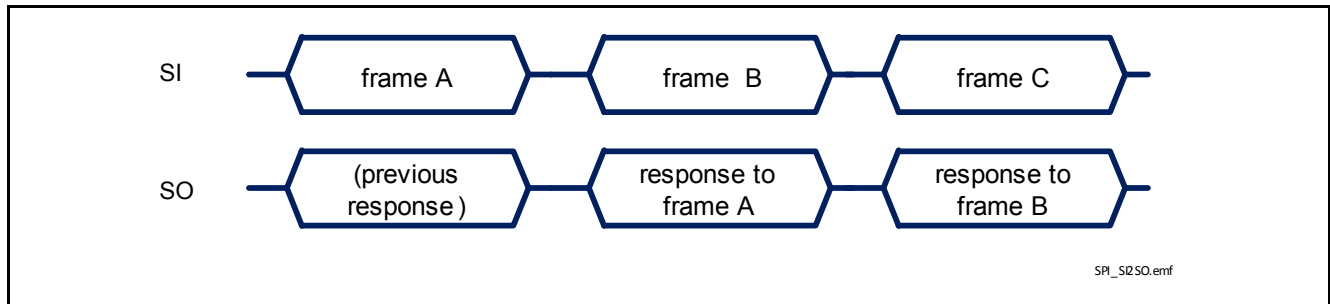 SI
frame A
frame B
frame C
SO
(previous
response)
response to
frame A
response to
frame B
SPI_SI2SO.emf